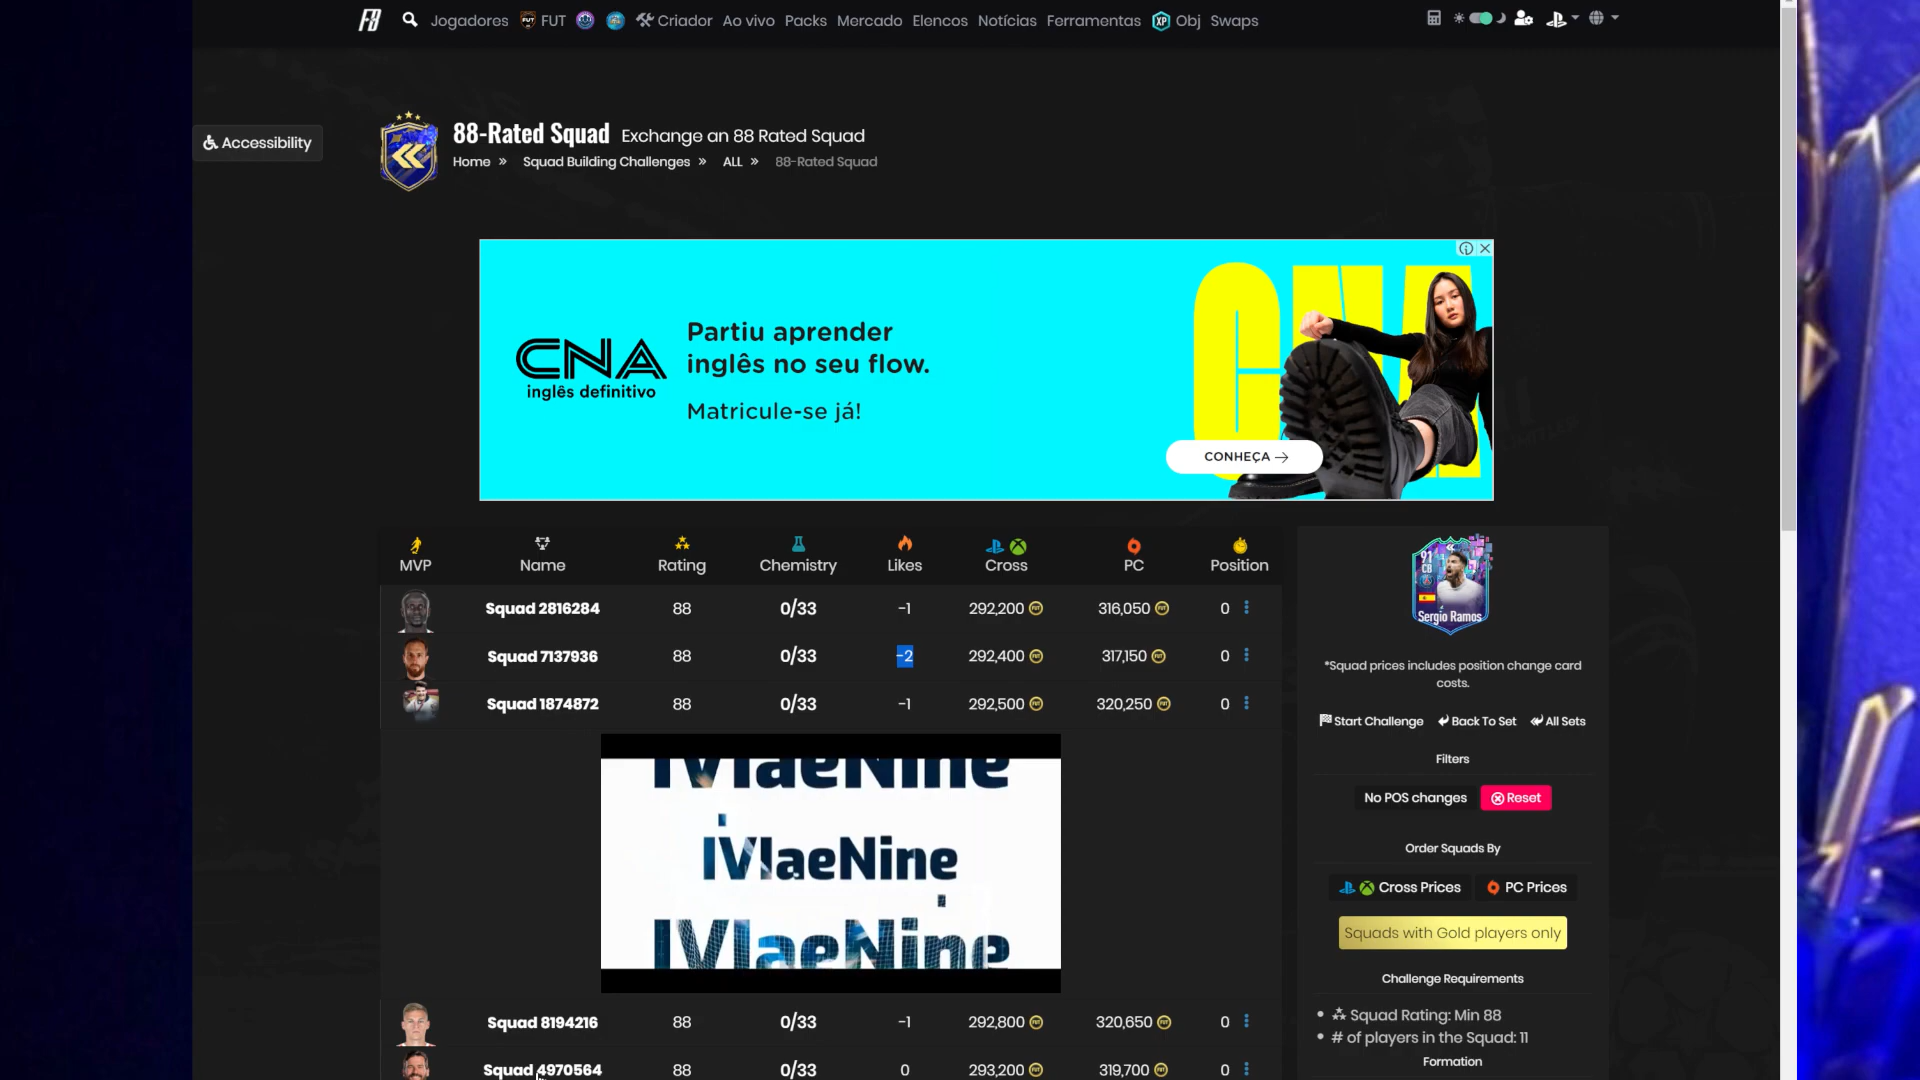 Jogadores FUT Criador Ao vivo Packs Mercado Elencos Notícias Ferramentas Obj Swaps
Accessibility
88-Rated Squad Exchange an 88 Rated Squad
Home » Squad Building Challenges » ALL » 88-Rated Squad
CNA
inglês definitivo
Partiu aprender
inglês no seu flow.
Matricule-se já!
CNA
CONHEÇA →
MVP Name Rating Chemistry Likes Cross PC Position
Squad 2816284 88 0/33 -1 292,200 316,050 0
Squad 7137936 88 0/33 -2 292,400 317,150 0
Squad 1874872 88 0/33 -1 292,500 320,250 0
IVIaeNine
IVIaeNine
IVIaeNine
Squad 8194216 88 0/33 -1 292,800 320,650 0
Squad 4970564 88 0/33 0 293,200 319,700 0
91
CB
Sergio Ramos
*Squad prices includes position change card
costs.
Start Challenge Back To Set All Sets
Filters
No POS changes Reset
Order Squads By
Cross Prices PC Prices
Squads with Gold players only
Challenge Requirements
• Squad Rating: Min 88
• # of players in the Squad: 11
Formation